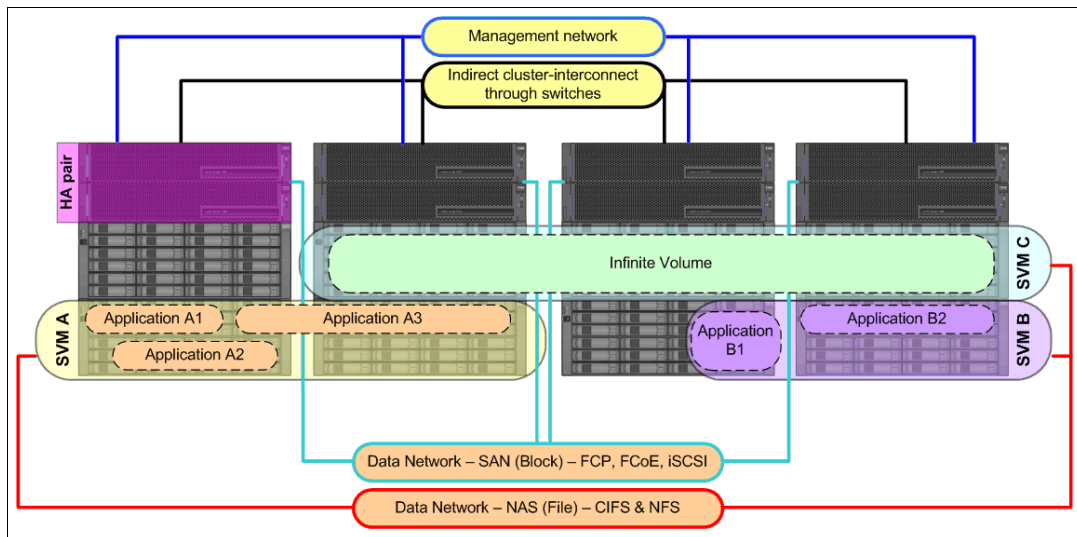 Management network
Indirect cluster-interconnect
through switches
HA pair
Infinite Volume
SVM C
SVM A
Application A1
Application A3
Application A2
Application
B1
Application B2
SVM B
Data Network – SAN (Block) – FCP, FCoE, iSCSI
Data Network – NAS (File) – CIFS & NFS